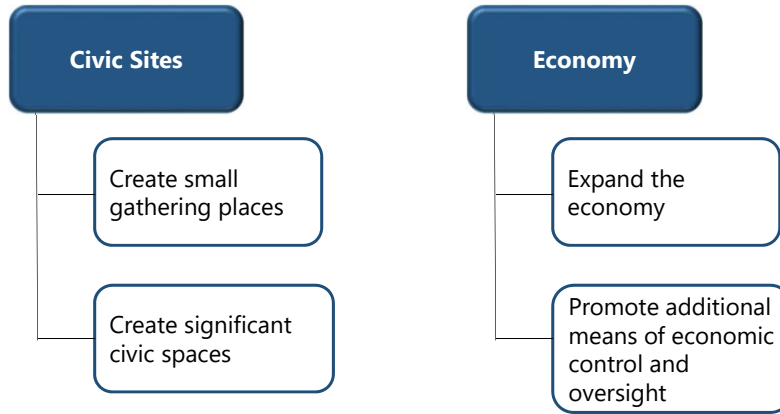 Civic Sites
Create small
gathering places
Create significant
civic spaces
Economy
Expand the
economy
Promote additional
means of economic
control and
oversight